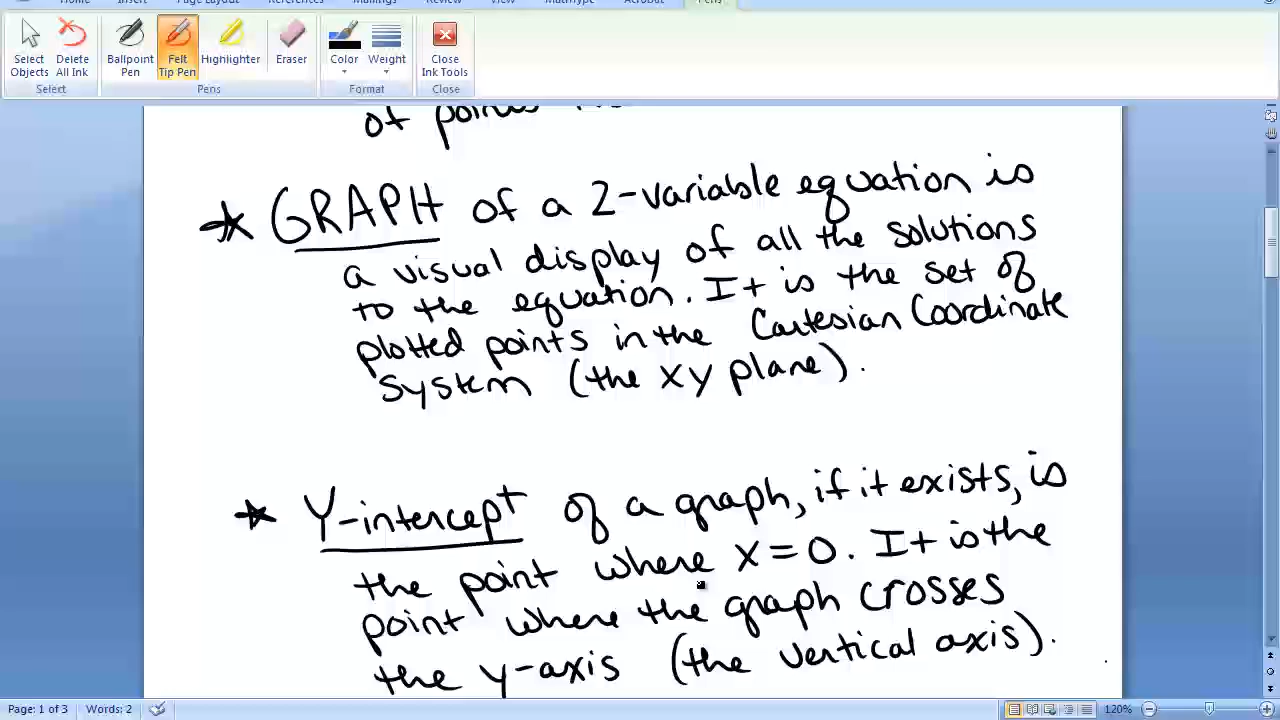 Home Insert Page Layout References Mailings Review View MathType Acrobat Pens
Select Objects
Delete All Ink
Ballpoint Pen
Felt Tip Pen
Highlighter
Eraser
Color
Weight
Close Ink Tools
Select Pens Format Close
of points
* GRAPH of a 2-variable equation is
a visual display of all the solutions
to the equation. It is the set of
plotted points in the Cartesian Coordinate
System (the xy plane).
* Y-intercept of a graph, if it exists, is
the point where x=0. It is the
point where the graph crosses
the y-axis (the vertical axis).
Page: 1 of 3 Words: 2 120%